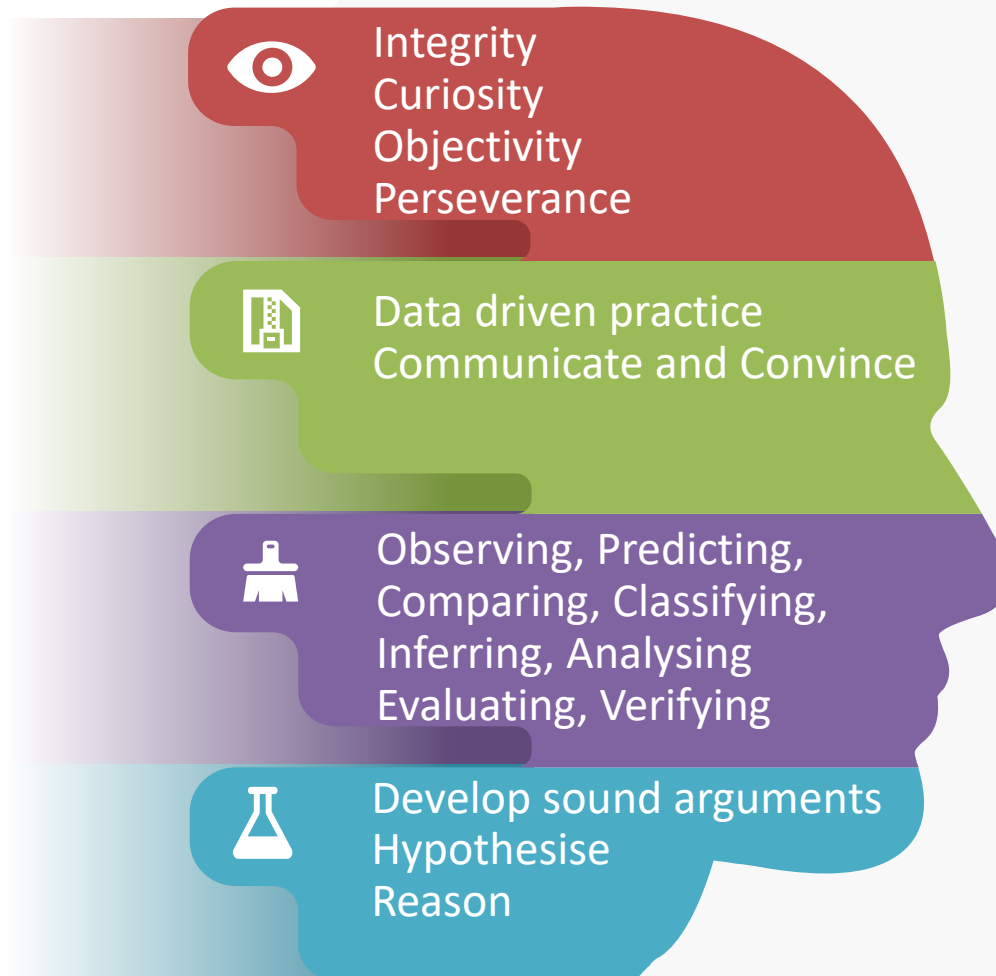 Integrity
Curiosity
Objectivity
Perseverance
Data driven practice
Communicate and Convince
Observing, Predicting,
Comparing, Classifying,
Inferring, Analysing
Evaluating, Verifying
Develop sound arguments
Hypothesise
Reason